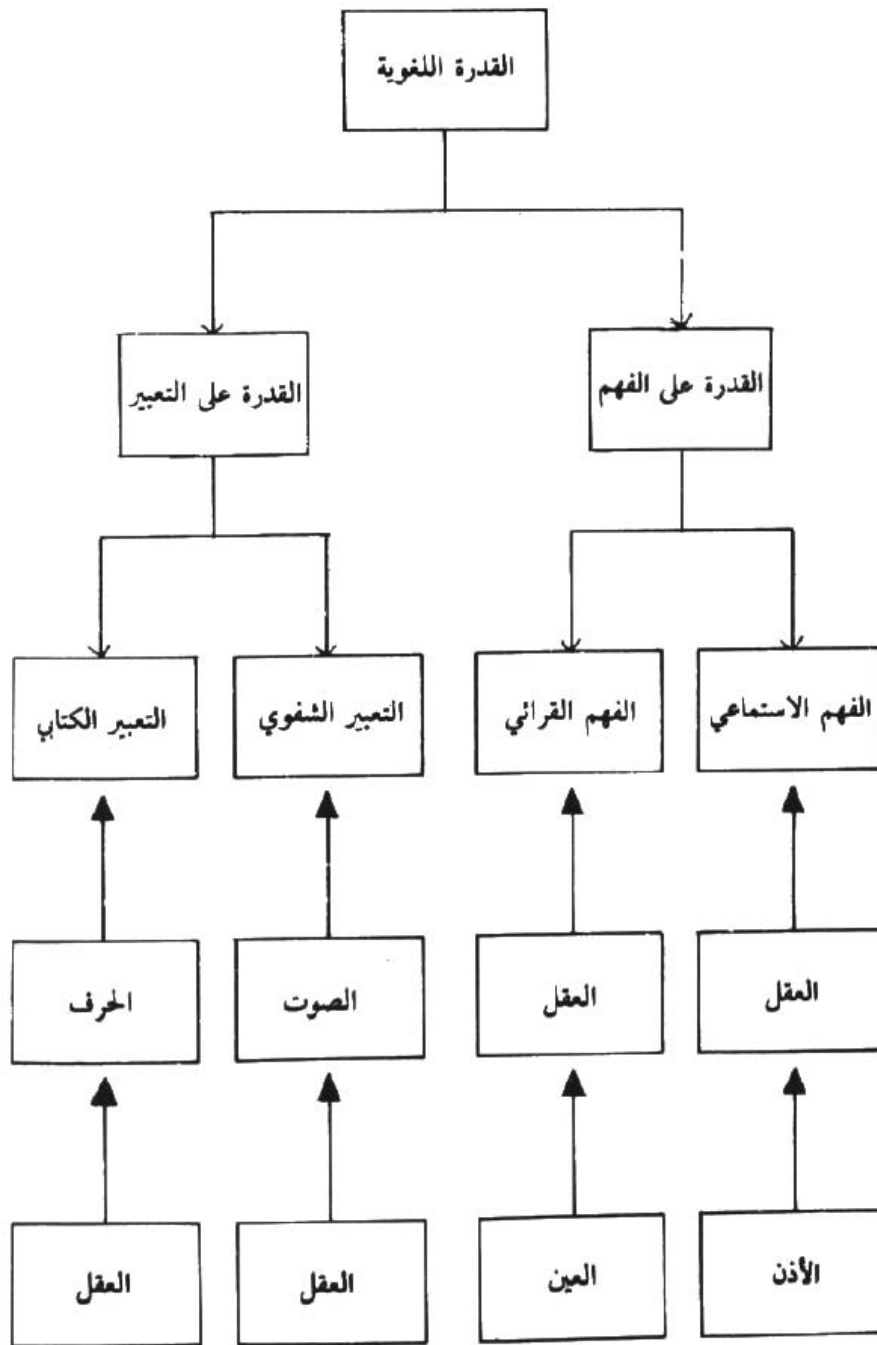 القدرة اللغوية
القدرة على الفهم
القدرة على التعبير
الفهم الاستماعي
الفهم القرائي
التعبير الشفوي
التعبير الكتابي
العقل
العقل
الصوت
الحرف
الأذن
العين
العقل
العقل